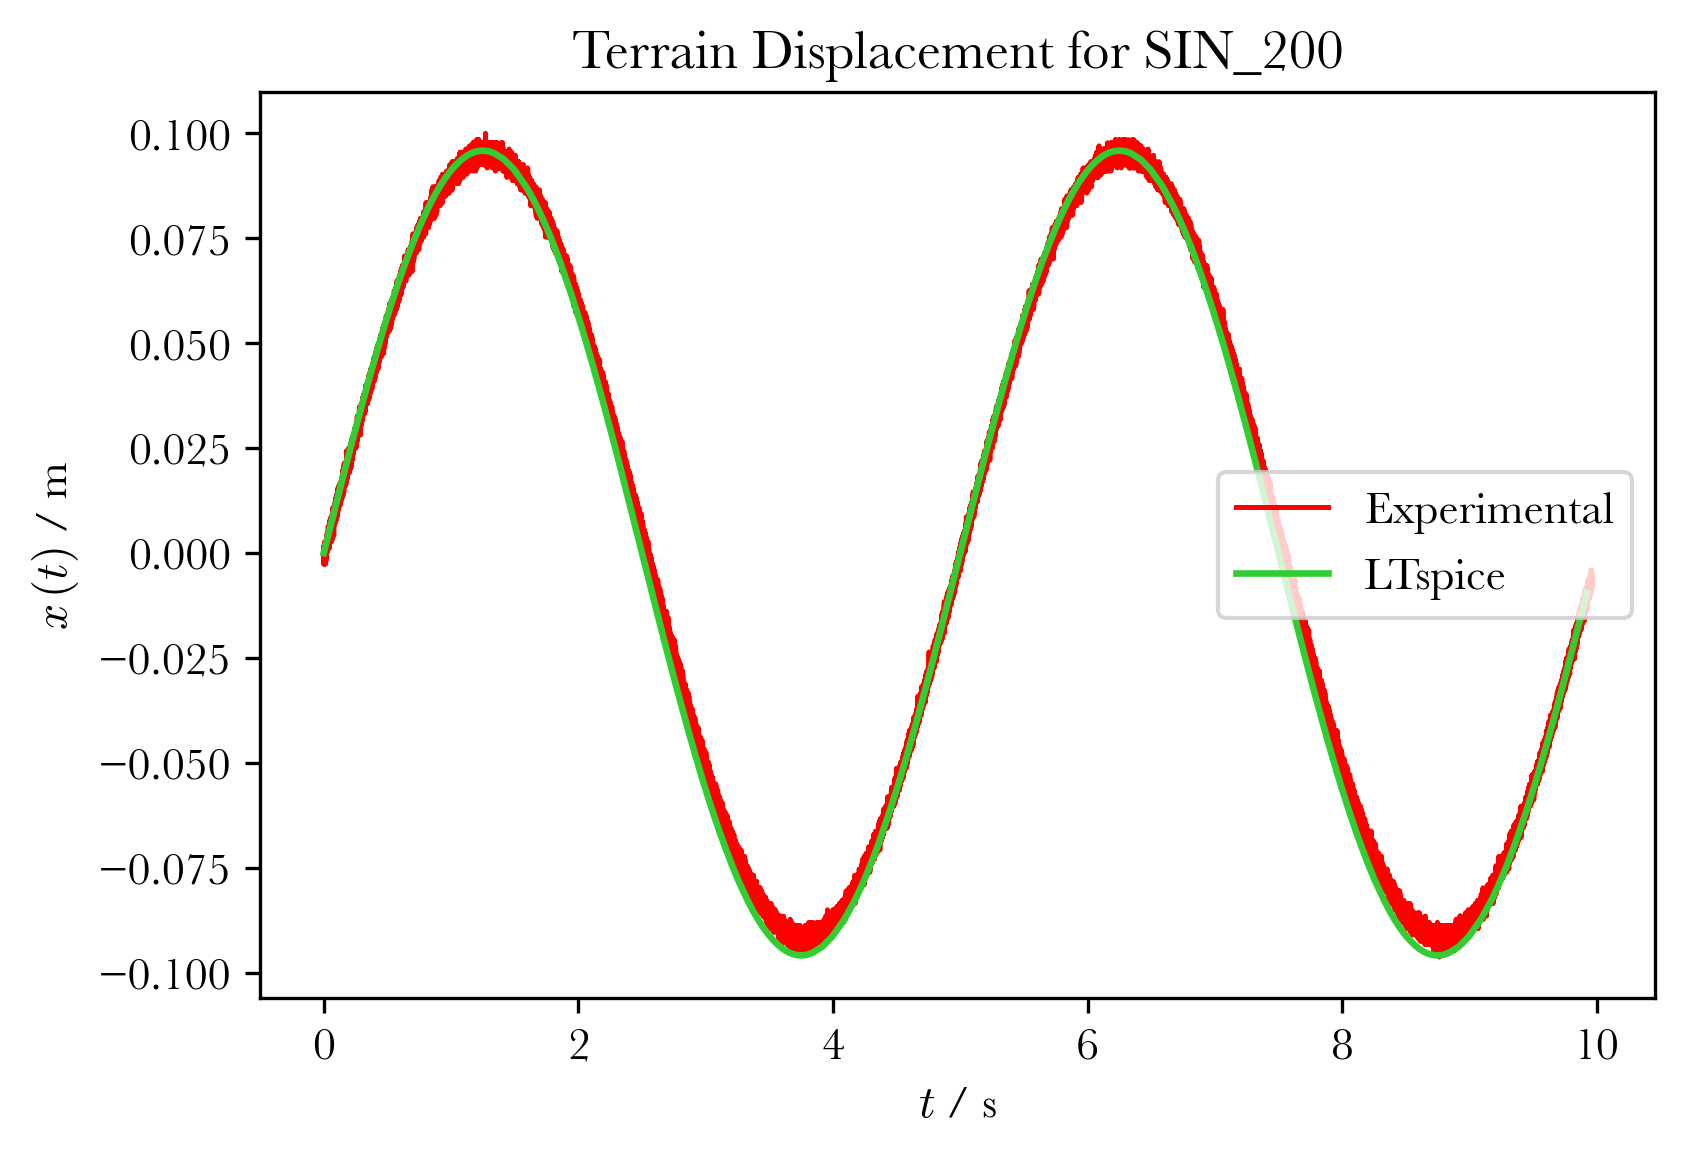 Terrain Displacement for SIN_200
0.100
0.075
0.050
0.025
0.000
−0.025
−0.050
−0.075
−0.100
x (t) / m
Experimental
LTspice
0 2 4 6 8 10
t / s